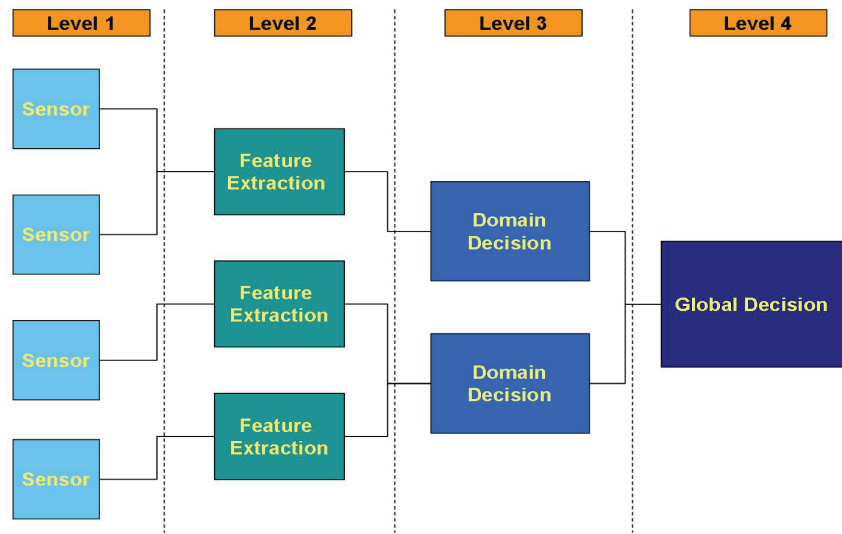 Level 1
Level 2
Level 3
Level 4
Sensor
Sensor
Sensor
Sensor
Feature
Extraction
Feature
Extraction
Feature
Extraction
Domain
Decision
Domain
Decision
Global Decision